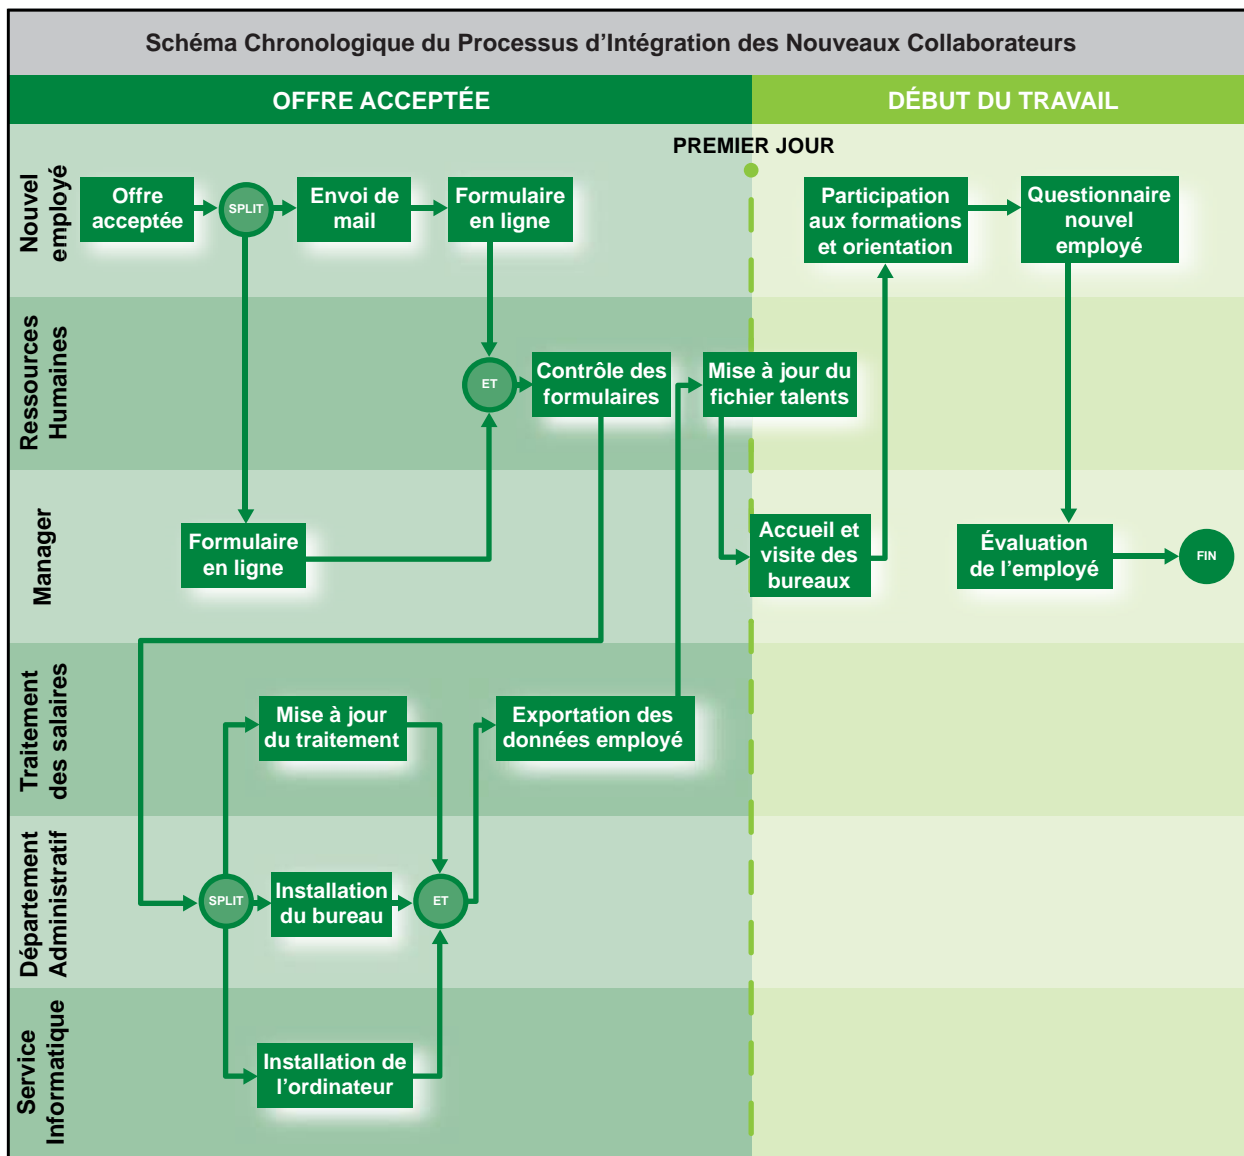 Schéma Chronologique du Processus d’Intégration des Nouveaux Collaborateurs
OFFRE ACCEPTÉE
DÉBUT DU TRAVAIL
PREMIER JOUR
Nouvel
employé
Offre
acceptée
SPLIT
Envoi de
mail
Formulaire
en ligne
Participation
aux formations
et orientation
Questionnaire
nouvel
employé
Ressources
Humaines
ET
Contrôle des
formulaires
Mise à jour du
fichier talents
Manager
Formulaire
en ligne
Accueil et
visite des
bureaux
Évaluation
de l’employé
FIN
Traitement
des salaires
Mise à jour
du traitement
Exportation des
données employé
Département
Administratif
SPLIT
Installation
du bureau
ET
Service
Informatique
Installation de
l’ordinateur